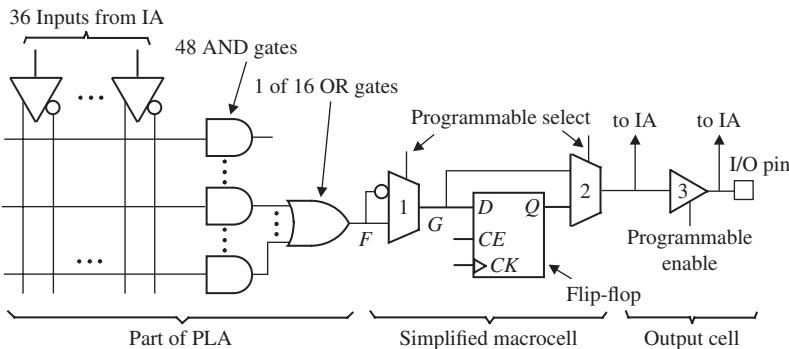 36 Inputs from IA
48 AND gates
1 of 16 OR gates
Programmable select
to IA
to IA
I/O pin
1
2
3
F
G
D
Q
CE
CK
Programmable
enable
Flip-flop
Part of PLA
Simplified macrocell
Output cell